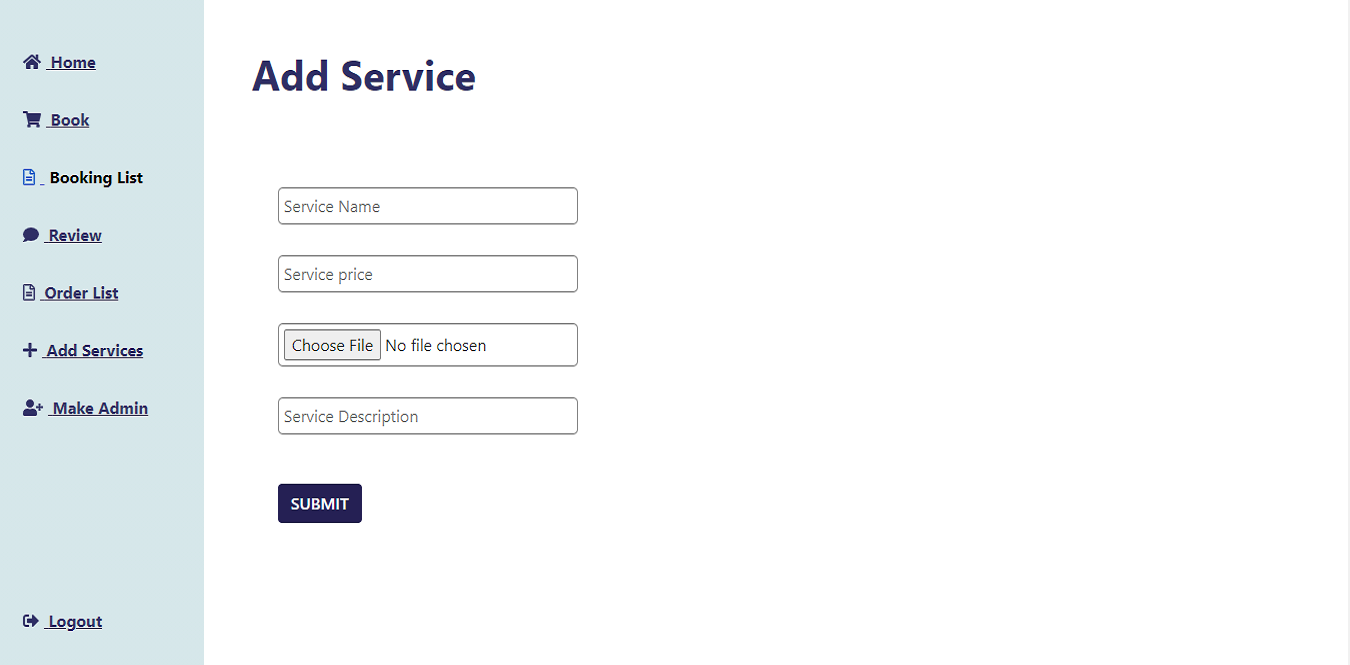 Home
Book
Booking List
Review
Order List
Add Services
Make Admin
Logout
Add Service
Service Name
Service price
Choose File No file chosen
Service Description
SUBMIT